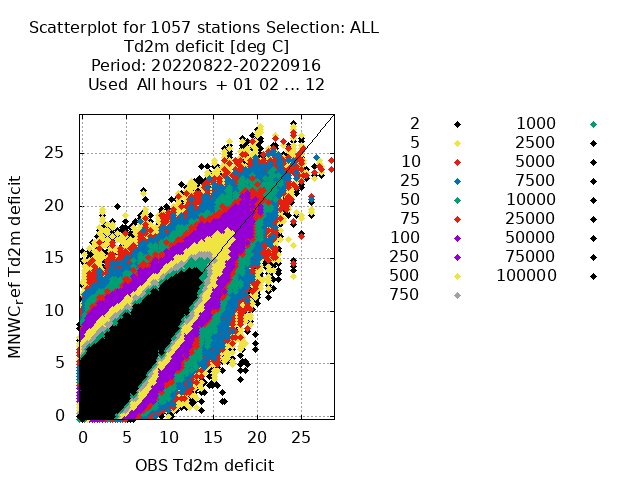 Scatterplot for 1057 stations Selection: ALL
Td2m deficit [deg C]
Period: 20220822-20220916
Used  All hours  + 01 02 ... 12
2 1000
5 2500
10 5000
25 7500
50 10000
75 25000
100 50000
250 75000
500 100000
750
25
20
15
10
5
0
MNWC,ef Td2m deficit
0 5 10 15 20 25
OBS Td2m deficit